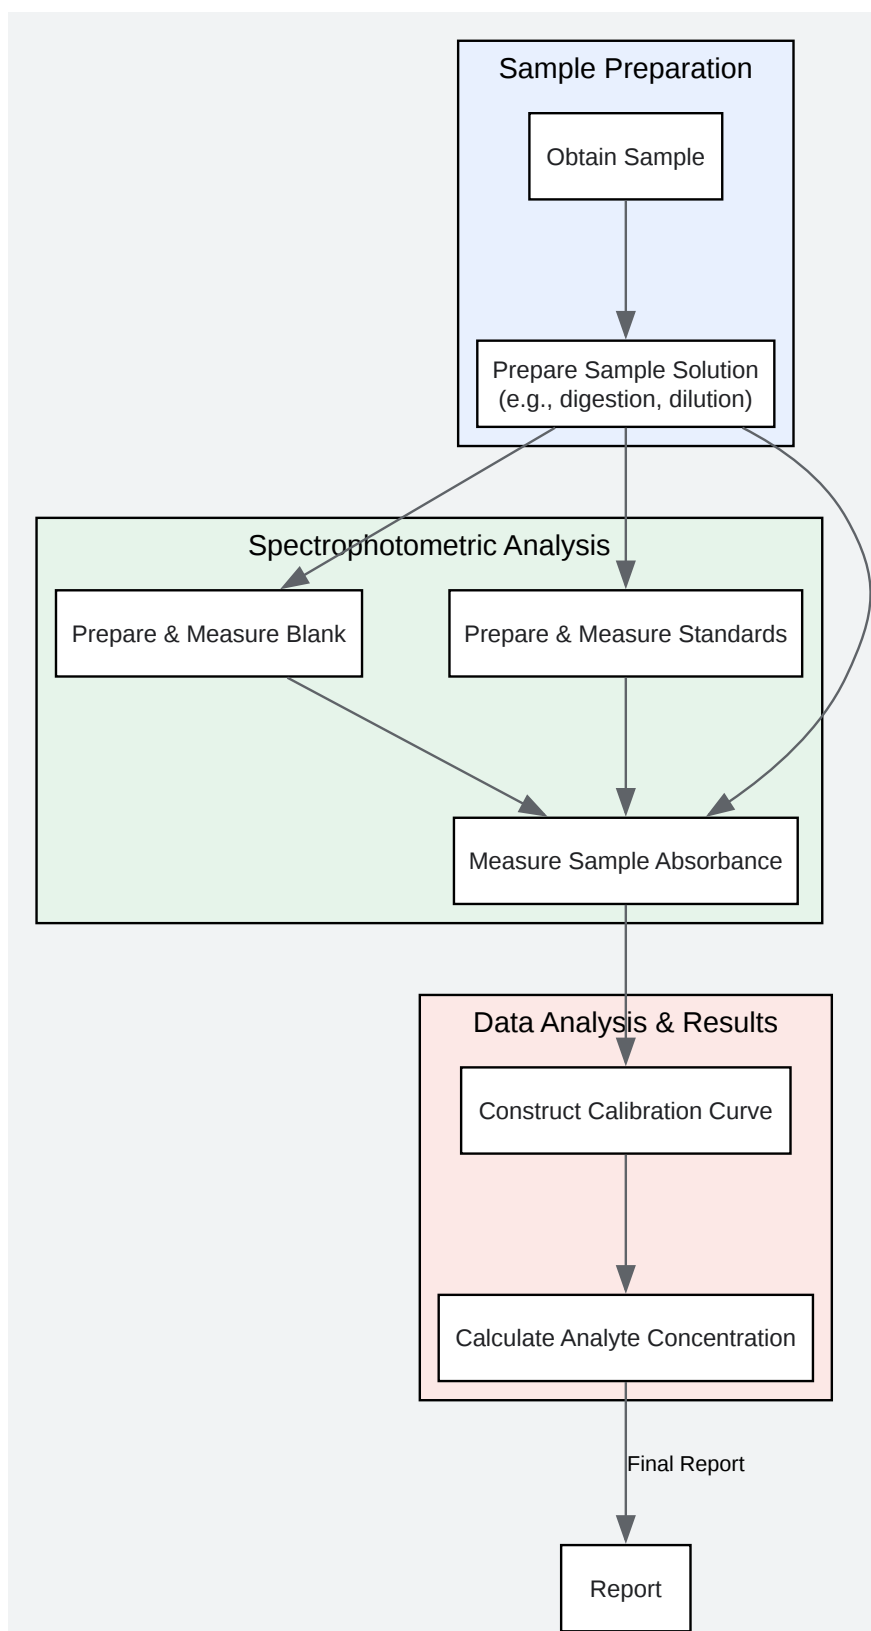 Sample Preparation
Obtain Sample
Prepare Sample Solution
(e.g., digestion, dilution)
Spectrophotometric Analysis
Prepare & Measure Blank
Prepare & Measure Standards
Measure Sample Absorbance
Data Analysis & Results
Construct Calibration Curve
Calculate Analyte Concentration
Final Report
Report